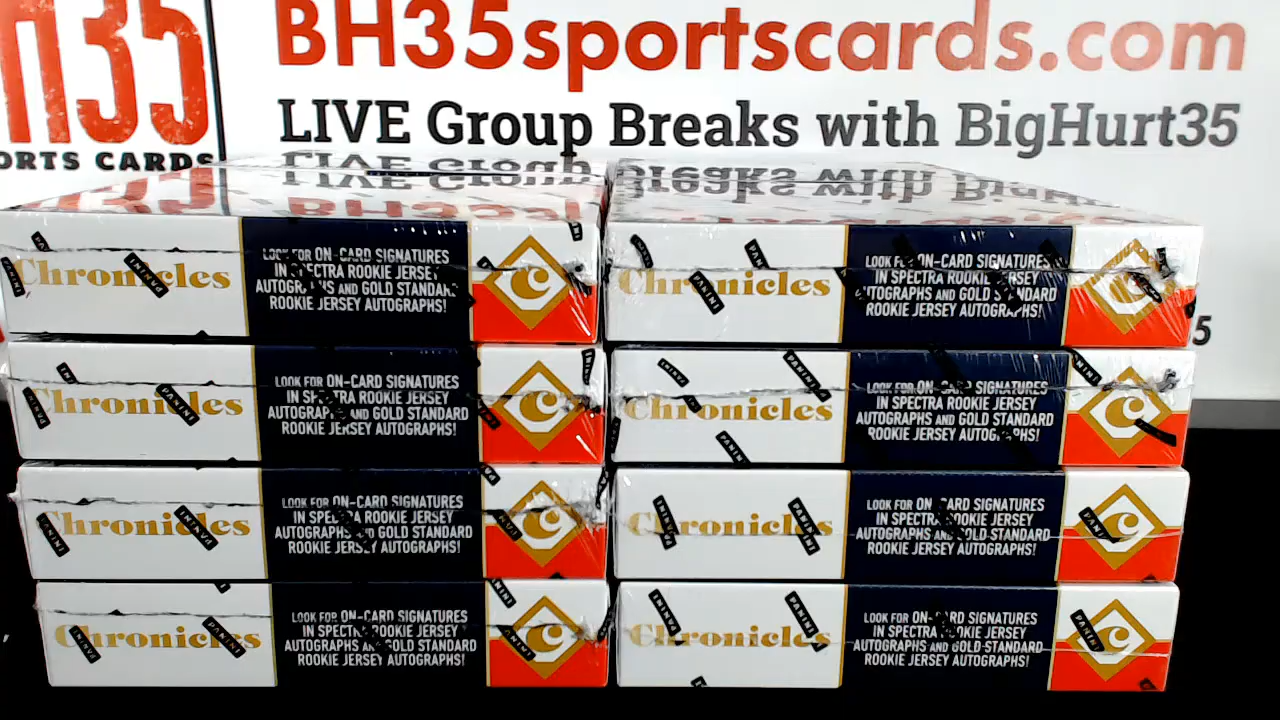 H35
ORTS CARDS
BH35sportscards.com
LIVE Group Breaks with BigHurt35
Chronicles
LOOK FOR ON-CARD SIGNATURES
IN SPECTRA ROOKIE JERSEY
AUTOGRAPHS AND GOLD STANDARD
ROOKIE JERSEY AUTOGRAPHS!
C
Chronicles
LOOK FOR ON-CARD SIGNATURES
IN SPECTRA ROOKIE JERSEY
AUTOGRAPHS AND GOLD STANDARD
ROOKIE JERSEY AUTOGRAPHS!
C
5
Chronicles
LOOK FOR ON-CARD SIGNATURES
IN SPECTRA ROOKIE JERSEY
AUTOGRAPHS AND GOLD STANDARD
ROOKIE JERSEY AUTOGRAPHS!
C
Chronicles
LOOK FOR ON-CARD SIGNATURES
IN SPECTRA ROOKIE JERSEY
AUTOGRAPHS AND GOLD STANDARD
ROOKIE JERSEY AUTOGRAPHS!
C
Chronicles
LOOK FOR ON-CARD SIGNATURES
IN SPECTRA ROOKIE JERSEY
AUTOGRAPHS AND GOLD STANDARD
ROOKIE JERSEY AUTOGRAPHS!
C
Chronicles
LOOK FOR ON-CARD SIGNATURES
IN SPECTRA ROOKIE JERSEY
AUTOGRAPHS AND GOLD STANDARD
ROOKIE JERSEY AUTOGRAPHS!
C
Chronicles
LOOK FOR ON-CARD SIGNATURES
IN SPECTRA ROOKIE JERSEY
AUTOGRAPHS AND GOLD STANDARD
ROOKIE JERSEY AUTOGRAPHS!
C
Chronicles
LOOK FOR ON-CARD SIGNATURES
IN SPECTRA ROOKIE JERSEY
AUTOGRAPHS AND GOLD STANDARD
ROOKIE JERSEY AUTOGRAPHS!
C
PANINI